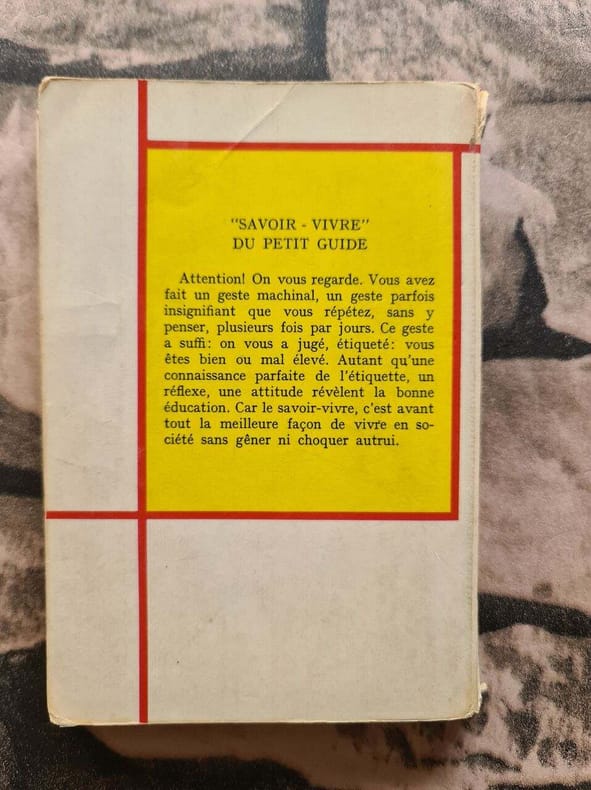 "SAVOIR - VIVRE"
DU PETIT GUIDE
Attention! On vous regarde. Vous avez
fait un geste machinal, un geste parfois
insignifiant que vous répétez, sans y
penser, plusieurs fois par jours. Ce geste
a suffi: on vous a jugé, étiqueté: vous
êtes bien ou mal élevé. Autant qu'une
connaissance parfaite de l'étiquette, un
réflexe, une attitude révèlent la bonne
éducation. Car le savoir-vivre, c'est avant
tout la meilleure façon de vivre en so-
ciété sans gêner ni choquer autrui.